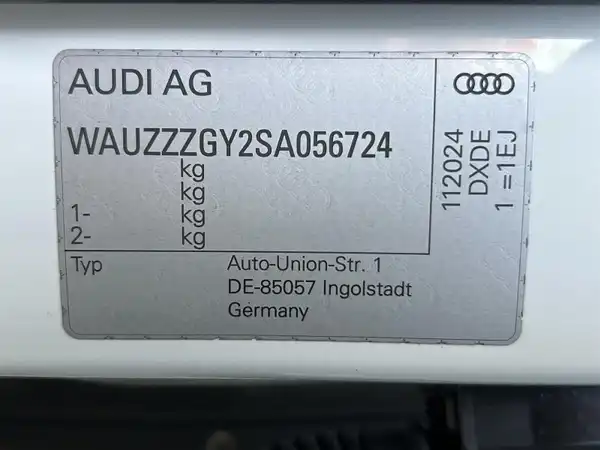 AUDI AG
WAUZZZGY2SA056724
kg
kg
1- kg
2- kg
Typ Auto-Union-Str. 1
DE-85057 Ingolstadt
Germany
112024
DXDE
1 =1EJ